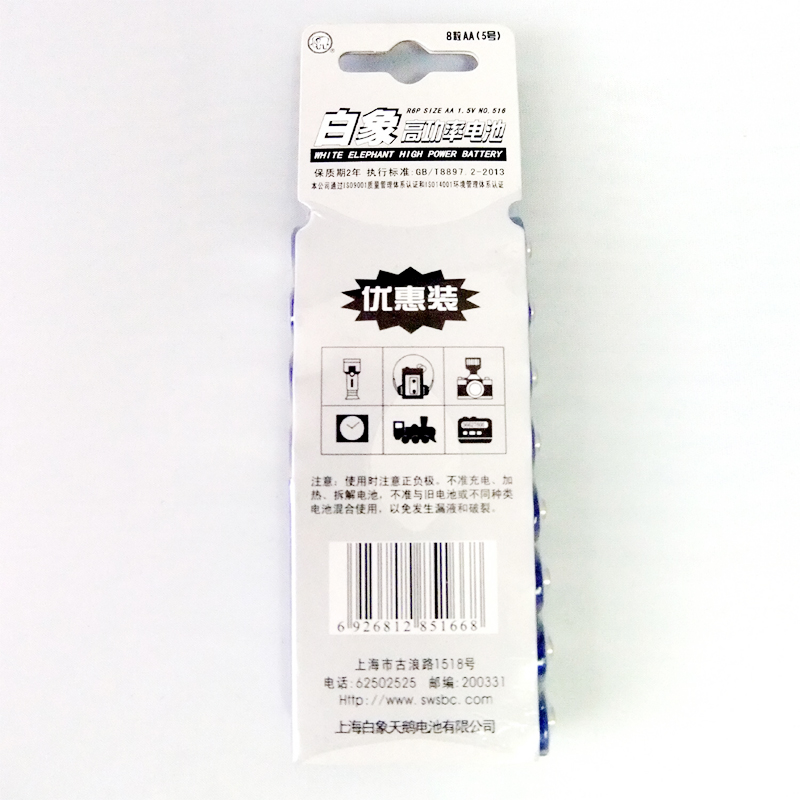 8粒AA(5号)
R6P SIZE AA 1.5V NO.516
白象 高功率电池
WHITE ELEPHANT HIGH POWER BATTERY
保质期2年 执行标准:GB/T8897.2-2013
本公司通过ISO9001质量管理体系认证和ISO14001环境管理体系认证
优惠装
注意：使用时注意正负极。不准充电、加
热、拆解电池，不准与旧电池或不同种类
电池混合使用，以免发生漏液和破裂。
6 926812 851668
上海市古浪路1518号
电话:62502525 邮编:200331
Http://www.swsbc.com
上海白象天鹅电池有限公司